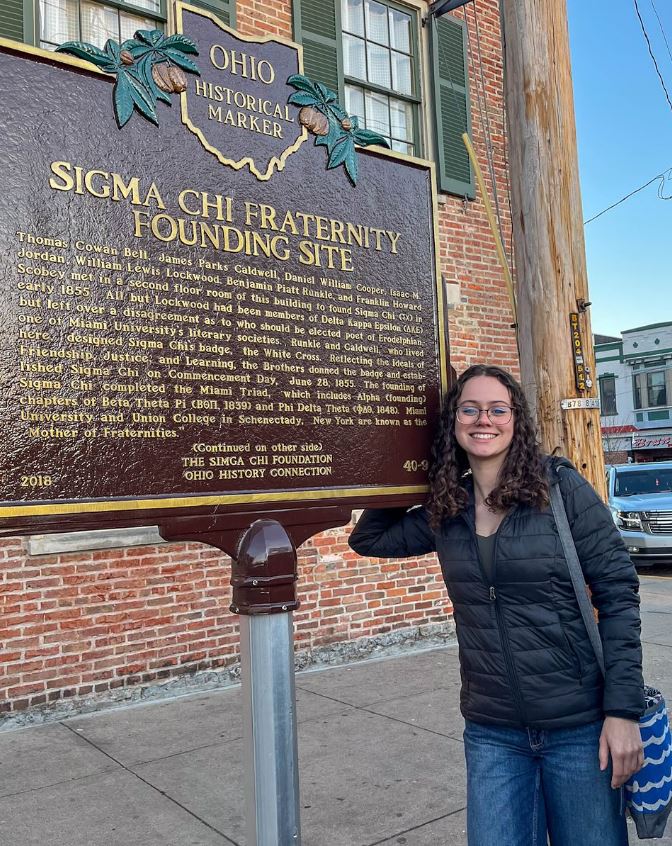 OHIO
HISTORICAL
MARKER
SIGMA CHI FRATERNITY
FOUNDING SITE
Thomas Cowan Bell, James Parks Caldwell, Daniel William Cooper, Isaac M.
Jordan, William Lewis Lockwood, Benjamin Piatt Runkle, and Franklin Howard
Scobey met in a second floor room of this building to found Sigma Chi (ΣΧ) in
early 1855. All but Lockwood had been members of Delta Kappa Epsilon (ΔΚΕ)
but left over a disagreement as to who should be elected poet of Erodelphian,
one of Miami University's literary societies. Runkle and Caldwell, who lived
here, designed Sigma Chi's badge, the White Cross. Reflecting the ideals of
Friendship, Justice, and Learning, the Brothers donned the badge and estab-
lished Sigma Chi on Commencement Day, June 28, 1855. The founding of
Sigma Chi completed the Miami Triad, which includes Alpha (founding)
chapters of Beta Theta Pi (ΒΘΠ, 1839) and Phi Delta Theta (ΦΔΘ, 1848). Miami
University and Union College in Schenectady, New York are known as the
Mother of Fraternities.
(Continued on other side)
THE SIMGA CHI FOUNDATION
OHIO HISTORY CONNECTION
2018
40-9